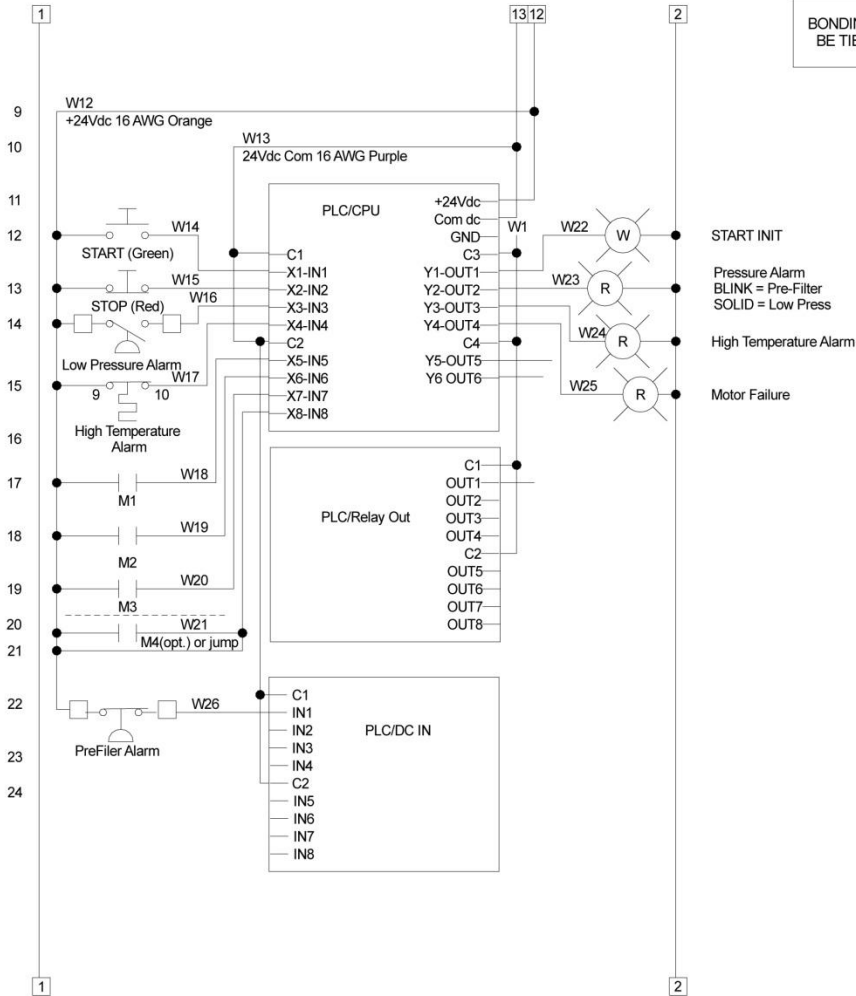 1
13 12
2
BONDIN
BE TIE
9
W12
+24Vdc 16 AWG Orange
10
W13
24Vdc Com 16 AWG Purple
11
PLC/CPU
+24Vdc
Com dc
W1
GND
12
W14
START (Green)
C1
C3
W22
W
START INIT
X1-IN1
Y1-OUT1
13
W15
STOP (Red)
X2-IN2
Y2-OUT2
W23
R
Pressure Alarm
BLINK = Pre-Filter
SOLID = Low Press
W16
X3-IN3
Y3-OUT3
14
Low Pressure Alarm
X4-IN4
Y4-OUT4
W24
R
High Temperature Alarm
C2
C4
X5-IN5
Y5-OUT5
15
W17
9 10
High Temperature
Alarm
X6-IN6
Y6 OUT6
W25
R
Motor Failure
X7-IN7
X8-IN8
16
17
W18
M1
PLC/Relay Out
C1
OUT1
OUT2
OUT3
OUT4
C2
OUT5
OUT6
OUT7
OUT8
18
W19
M2
19
W20
M3
20
W21
M4(opt.) or jump
21
22
W26
PreFiler Alarm
PLC/DC IN
C1
IN1
IN2
IN3
IN4
C2
IN5
IN6
IN7
IN8
23
24
1
2